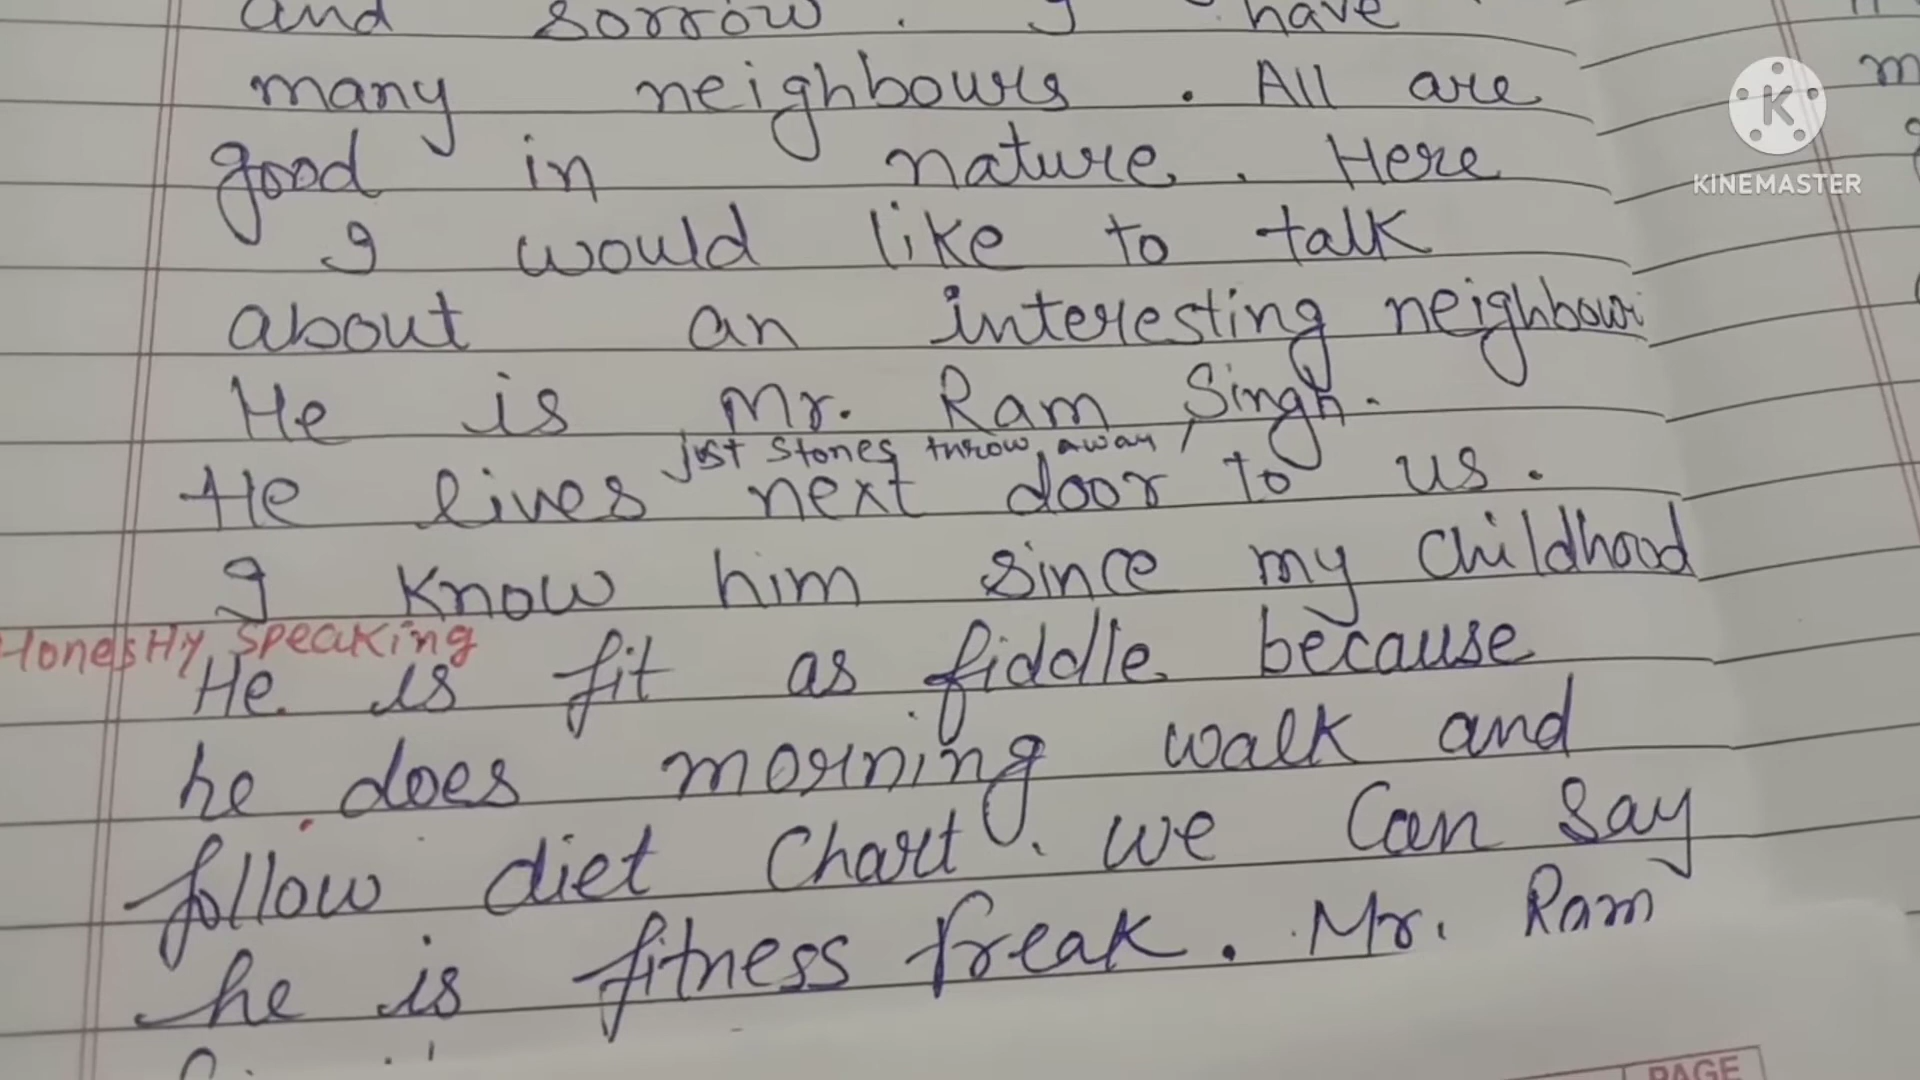 and sorrow. I have
many neighbours. All are
good in nature. Here
I would like to talk
about an interesting neighbour
He is Mr. Ram Singh.
just stones throw away /
He lives next door to us.
I know him since my childhood
Honestly speaking
He is fit as fiddle because
he does morning walk and
follow diet chart. we can say
he is fitness freak. Mr. Ram
K
KINEMASTER
PAGE